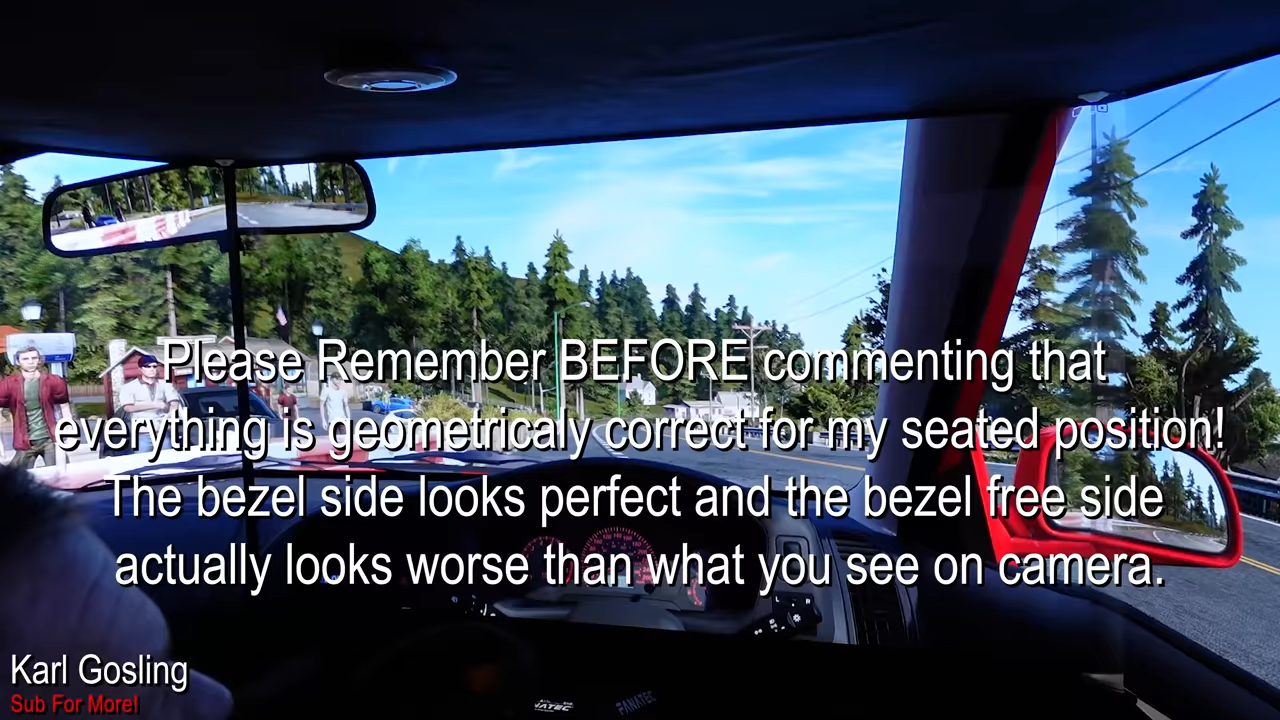 Please Remember BEFORE commenting that
everything is geometricaly correct for my seated position!
The bezel side looks perfect and the bezel free side
actually looks worse than what you see on camera.
Karl Gosling
Sub For More!
FANATEC